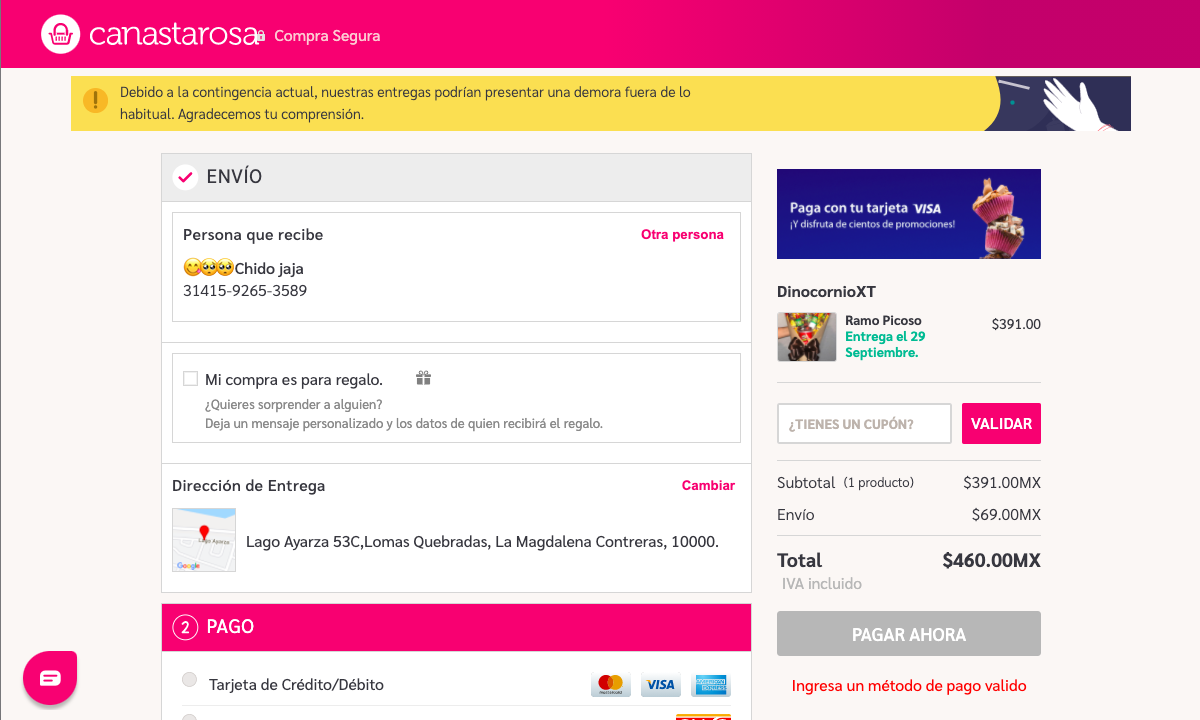 canastarosa
Compra Segura
Debido a la contingencia actual, nuestras entregas podrían presentar una demora fuera de lo
habitual. Agradecemos tu comprensión.
ENVÍO
Persona que recibe
Otra persona
😋🥺🥺Chido jaja
31415-9265-3589
Mi compra es para regalo.
¿Quieres sorprender a alguien?
Deja un mensaje personalizado y los datos de quien recibirá el regalo.
Dirección de Entrega
Cambiar
Lago Ayarza
Google
Lago Ayarza 53C,Lomas Quebradas, La Magdalena Contreras, 10000.
2 PAGO
Tarjeta de Crédito/Débito
VISA
Paga con tu tarjeta VISA
¡Y disfruta de cientos de promociones!
DinocornioXT
Ramo Picoso
$391.00
Entrega el 29
Septiembre.
¿TIENES UN CUPÓN?
VALIDAR
Subtotal (1 producto) $391.00MX
Envío $69.00MX
Total $460.00MX
IVA incluido
PAGAR AHORA
Ingresa un método de pago valido